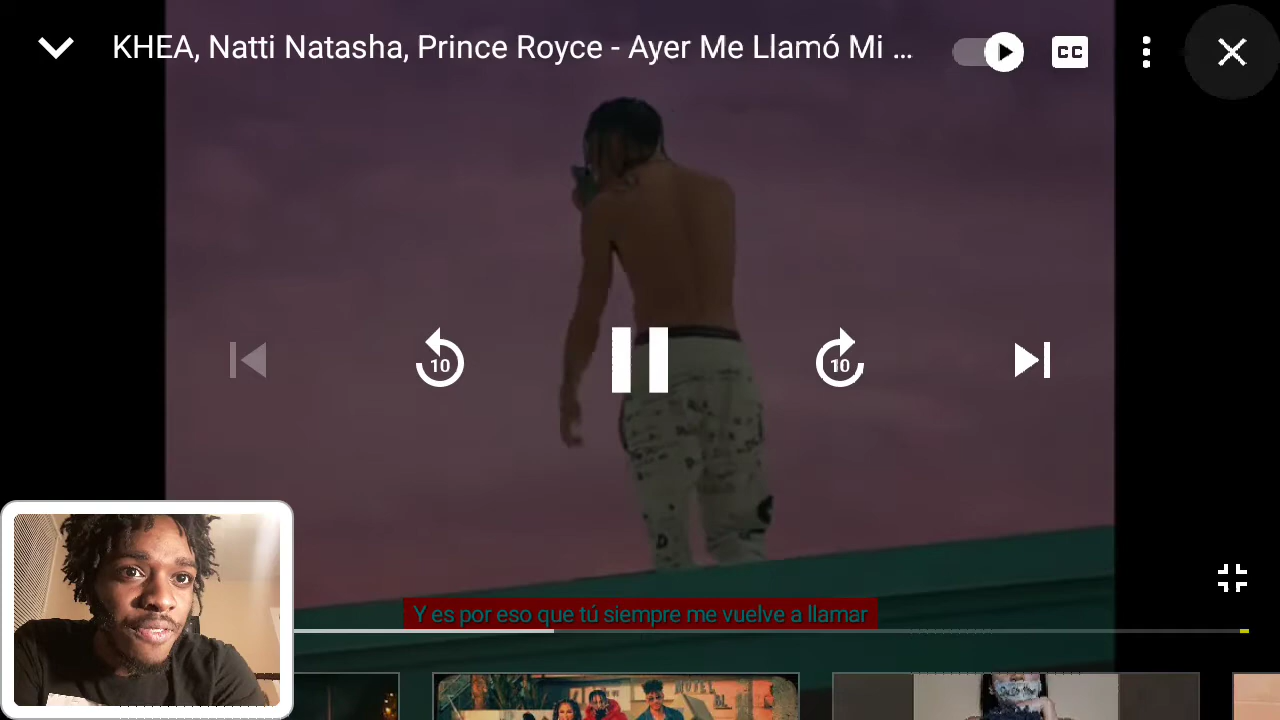 KHEA, Natti Natasha, Prince Royce - Ayer Me Llamó Mi ...
CC
10
10
Y es por eso que tú siempre me vuelve a llamar